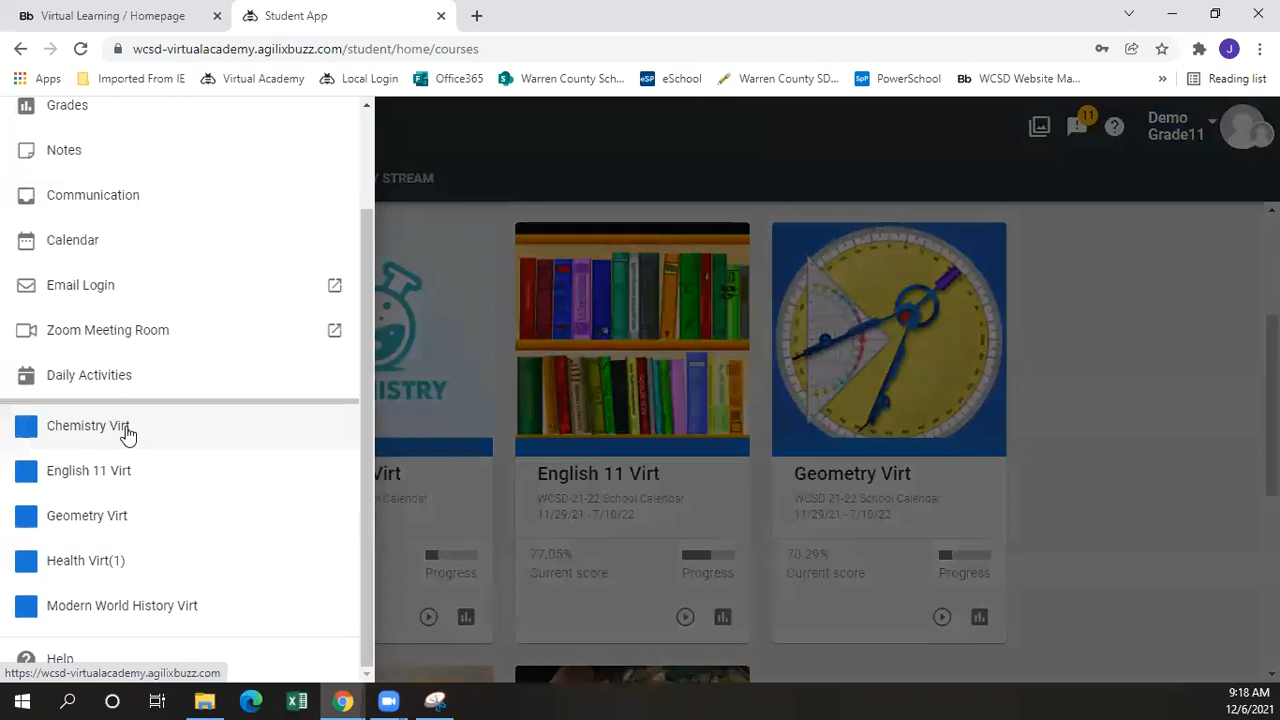 Bb Virtual Learning / Homepage
Student App
wcsd-virtualacademy.agilixbuzz.com/student/home/courses
Apps
Imported From IE
Virtual Academy
Local Login
Office365
Warren County Sch...
eSP eSchool
Warren County SD...
SpP PowerSchool
Bb WCSD Website Ma...
»
Reading list
Grades
Notes
Communication
Calendar
Email Login
Zoom Meeting Room
Daily Activities
Chemistry Virt
English 11 Virt
Geometry Virt
Health Virt(1)
Modern World History Virt
Help
https://wcsd-virtualacademy.agilixbuzz.com
11
Demo
Grade11
STREAM
ISTRY
irt
English 11 Virt
WCSD 21-22 School Calendar
11/29/21 - 7/10/22
77.05%
Current score
Progress
Geometry Virt
WCSD 21-22 School Calendar
11/29/21 - 7/10/22
70.29%
Current score
Progress
Calendar
Progress
9:18 AM
12/6/2021